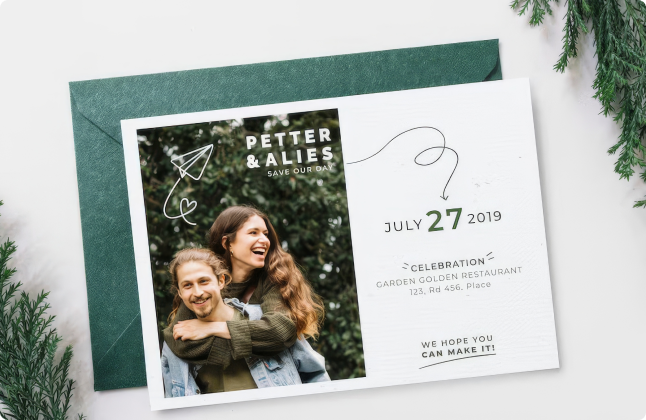 PETTER
& ALIES
SAVE OUR DAY
JULY 27 2019
CELEBRATION
GARDEN GOLDEN RESTAURANT
123, Rd 456. Place
WE HOPE YOU
CAN MAKE IT!